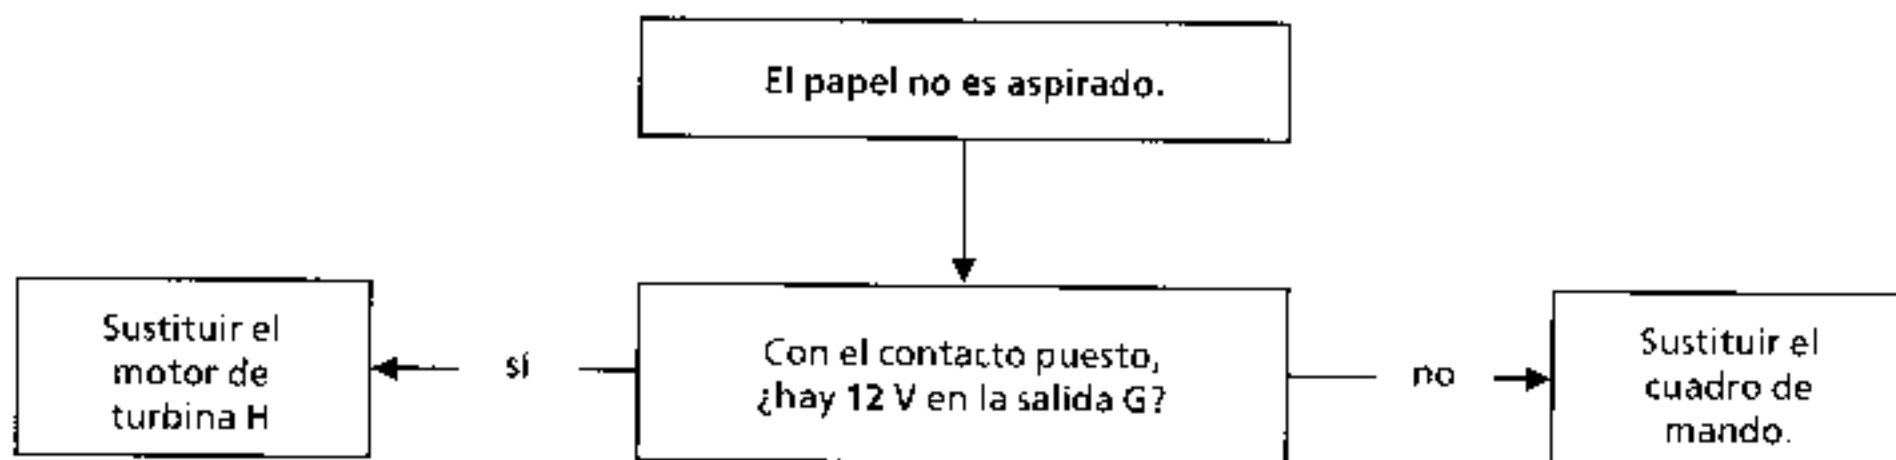 El papel no es aspirado.
Sustituir el
motor de
turbina H
sí
Con el contacto puesto,
¿hay 12 V en la salida G?
no
Sustituir el
cuadro de
mando.